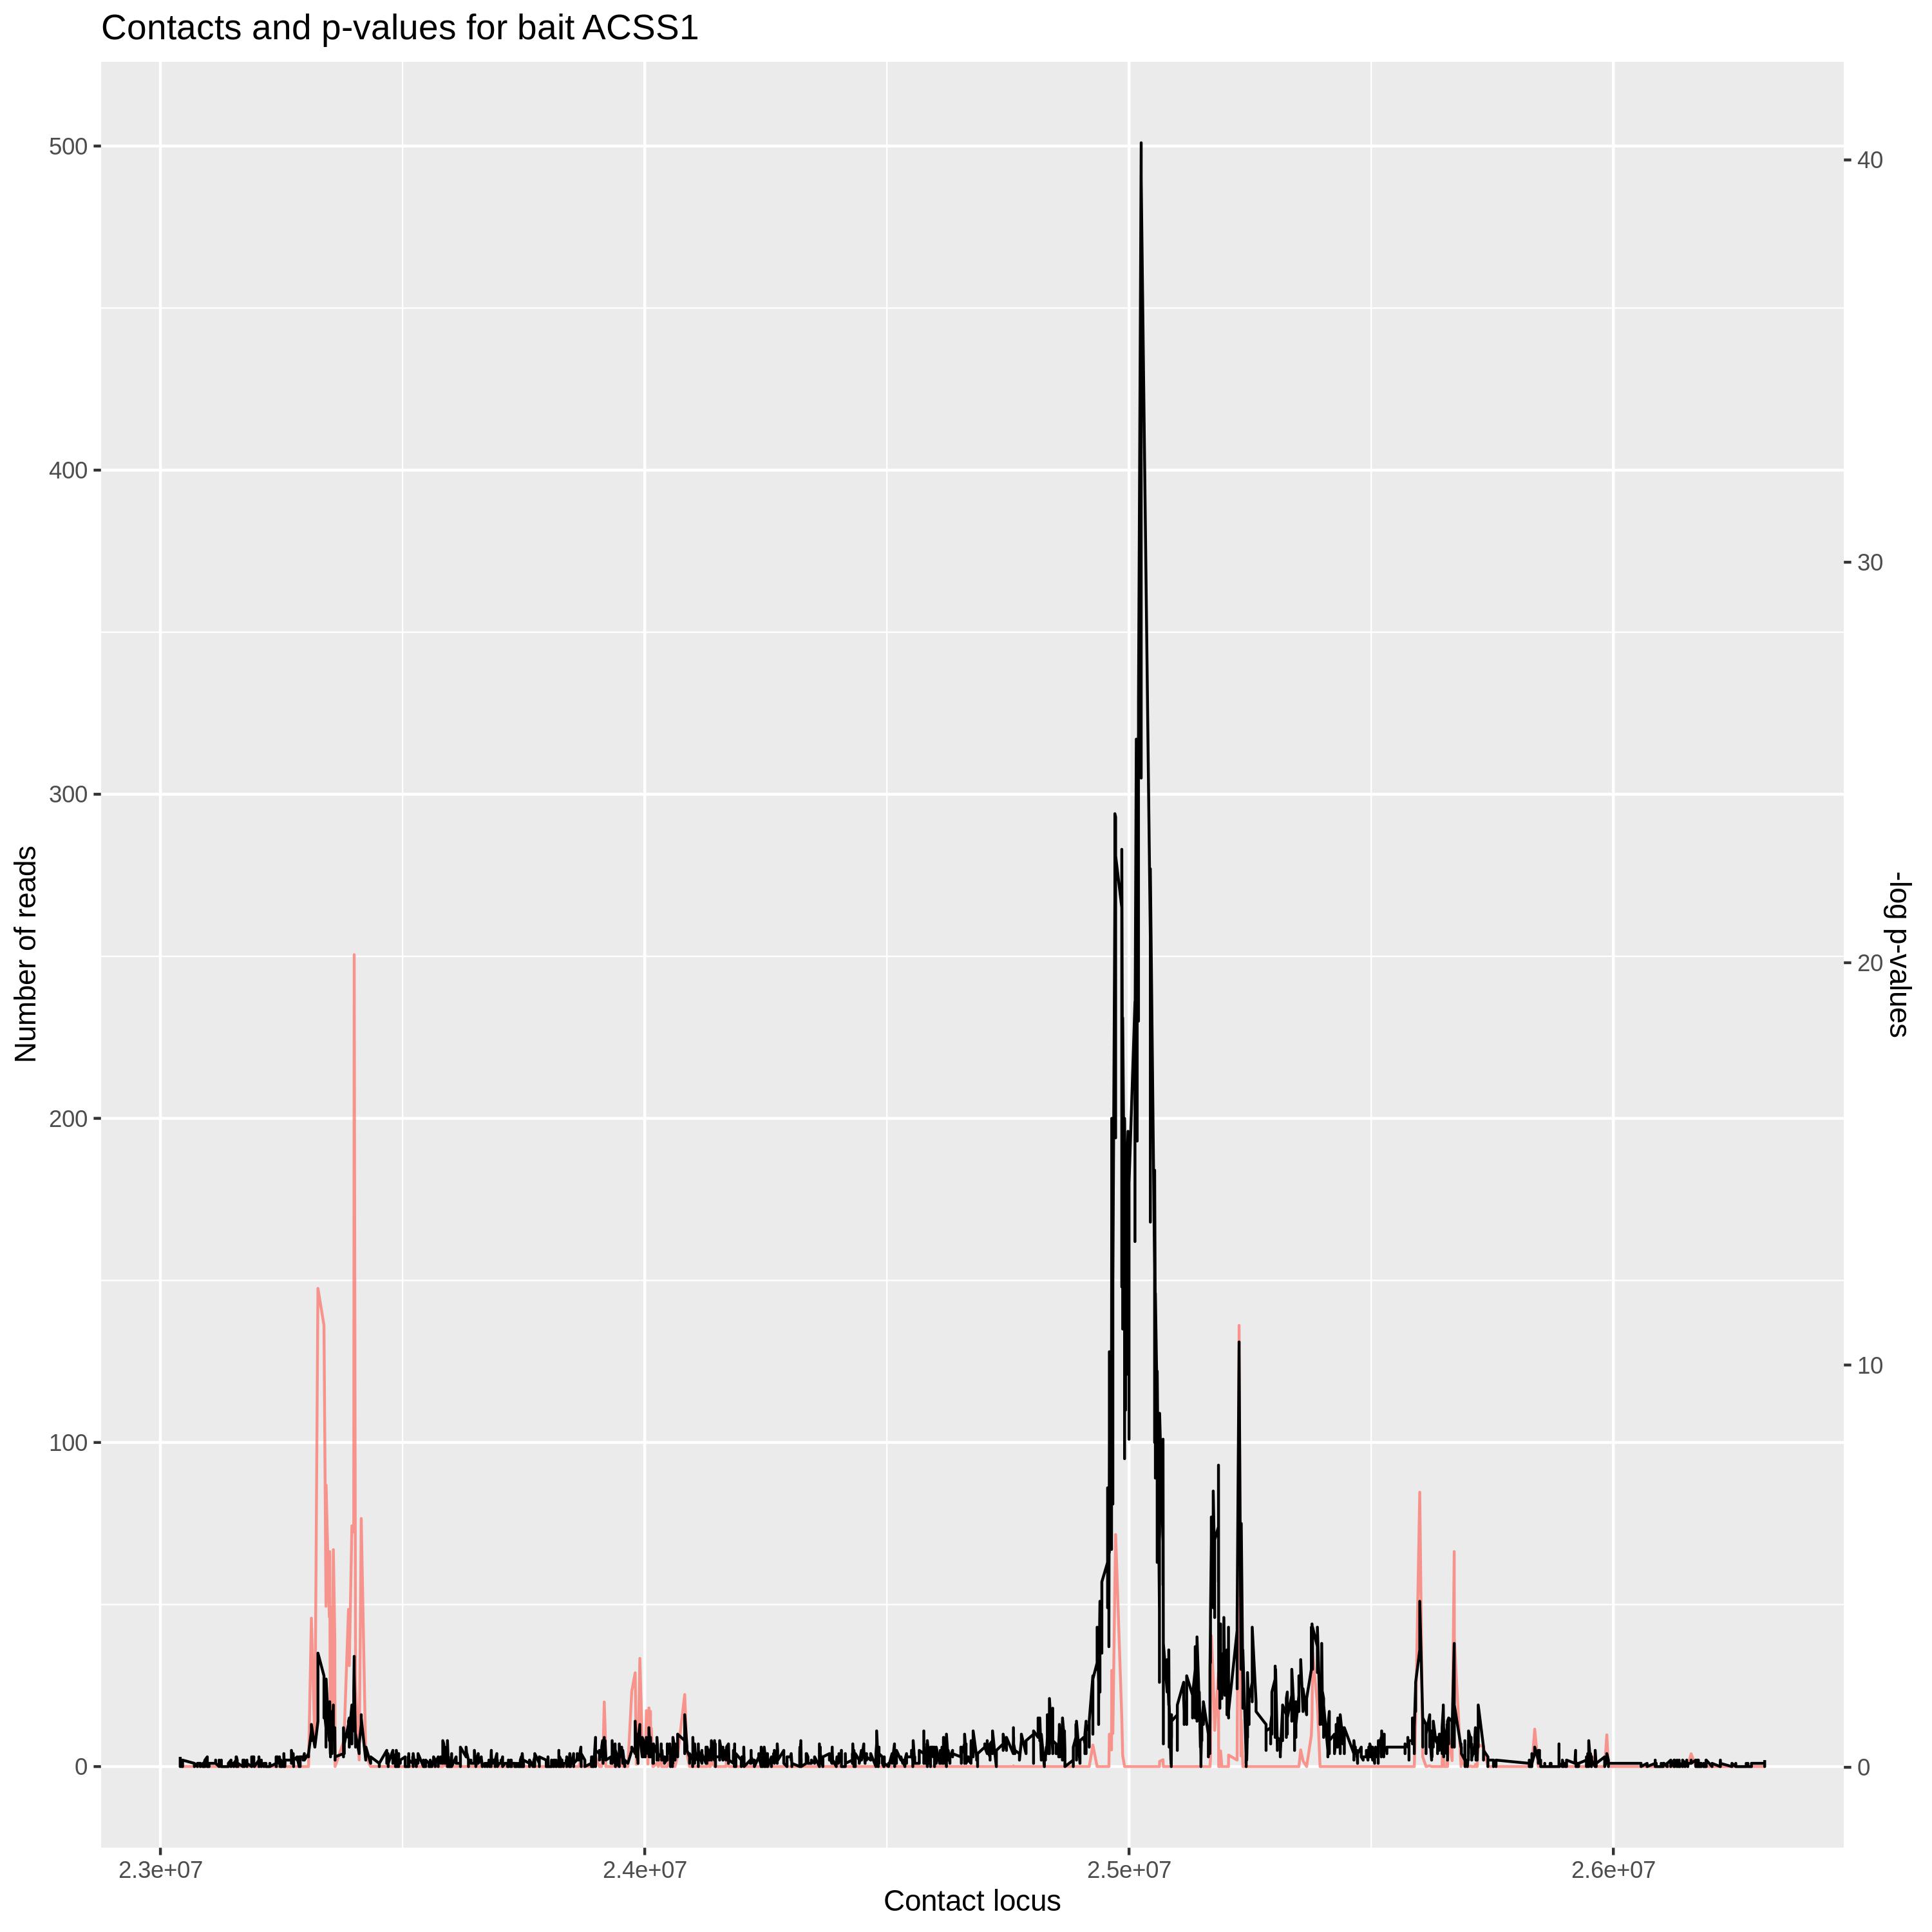 Contacts and p-values for bait ACSS1
500
400
300
200
100
0
40
30
20
10
0
Number of reads
-log p-values
2.3e+07
2.4e+07
2.5e+07
2.6e+07
Contact locus